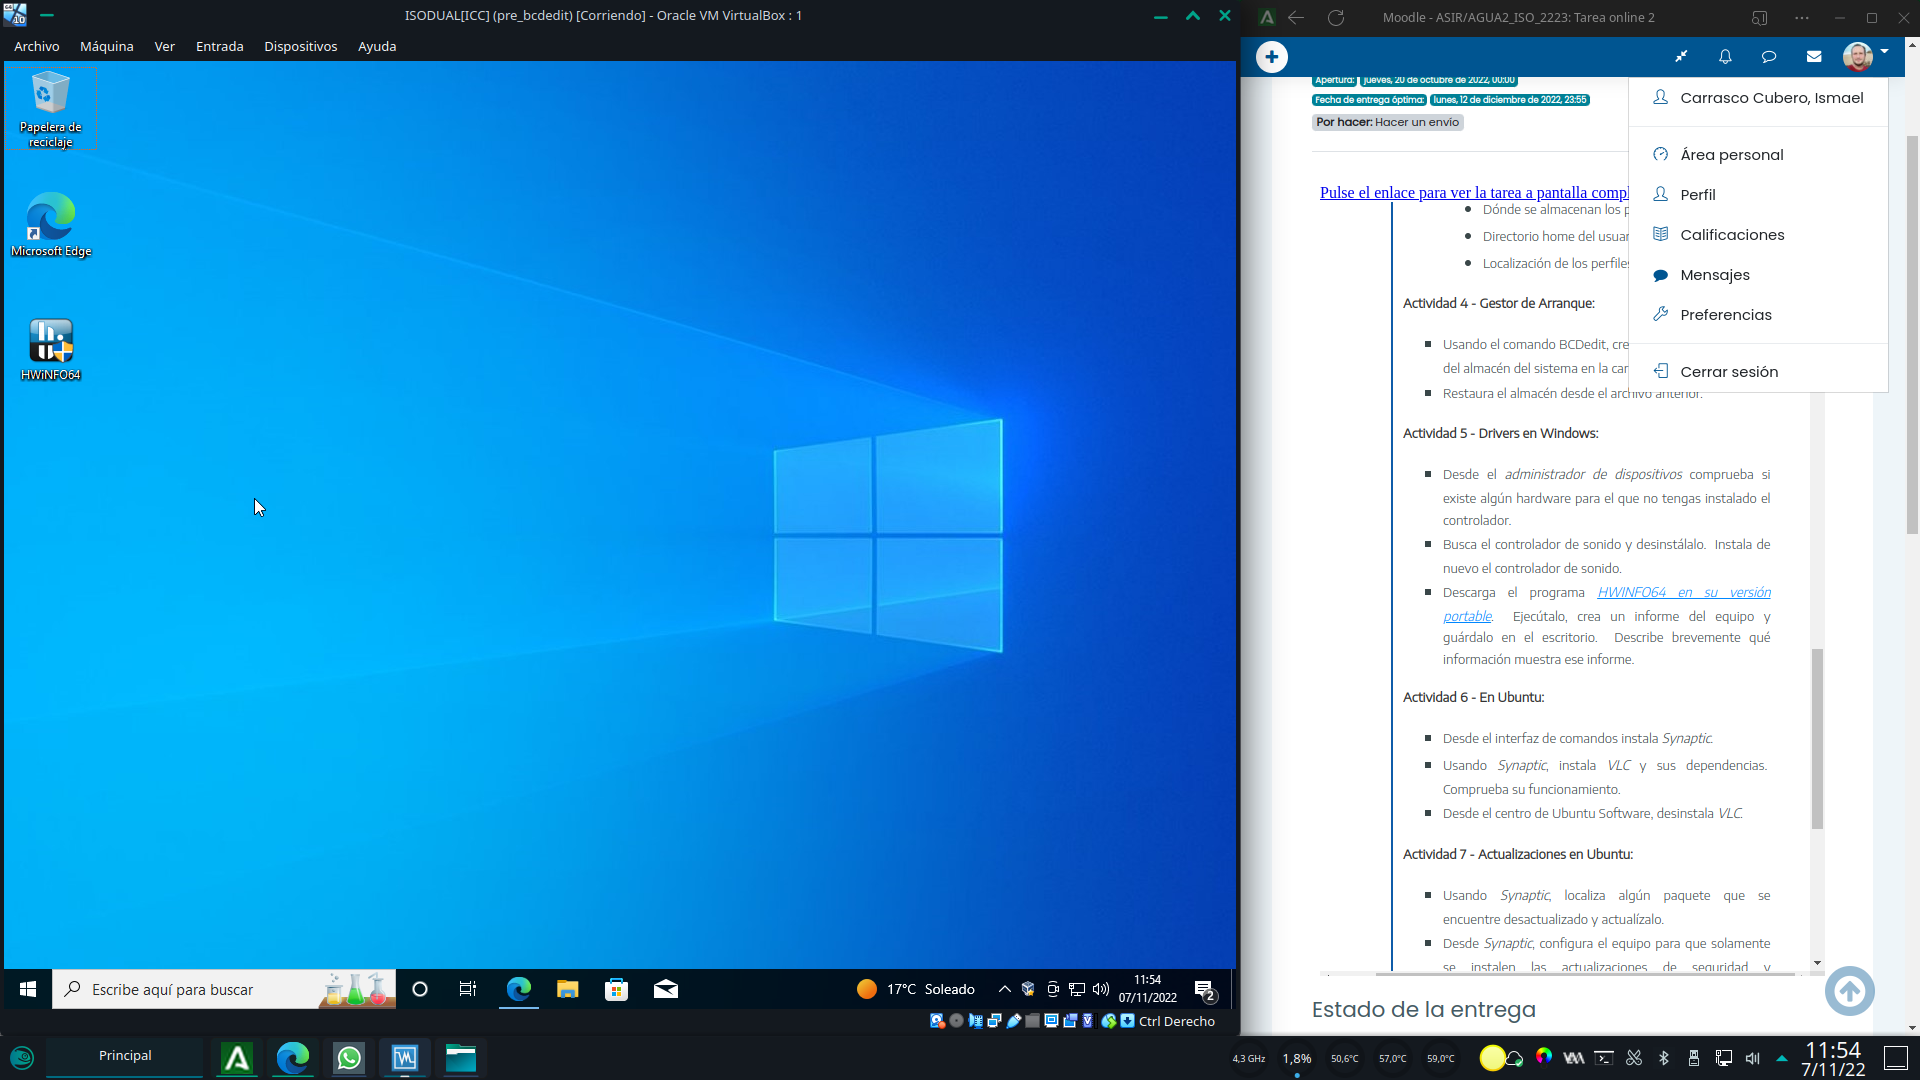 ISODUAL[ICC] (pre_bcdedit) [Corriendo] - Oracle VM VirtualBox : 1
Archivo Máquina Ver Entrada Dispositivos Ayuda
Papelera de
reciclaje
Microsoft Edge
HWiNFO64
Escribe aquí para buscar
17°C Soleado
11:54
07/11/2022
2
Ctrl Derecho
Moodle - ASIR/AGUA2_ISO_2223: Tarea online 2
Apertura: jueves, 20 de octubre de 2022, 00:00
Fecha de entrega óptima: lunes, 12 de diciembre de 2022, 23:55
Por hacer: Hacer un envío
Carrasco Cubero, Ismael
Área personal
Perfil
Calificaciones
Mensajes
Preferencias
Cerrar sesión
Pulse el enlace para ver la tarea a pantalla compl
Dónde se almacenan los p
Directorio home del usuar
Localización de los perfiles
Actividad 4 - Gestor de Arranque:
Usando el comando BCDedit, cre
del almacén del sistema en la car
Restaura el almacén desde el archivo anterior.
Actividad 5 - Drivers en Windows:
Desde el administrador de dispositivos comprueba si
existe algún hardware para el que no tengas instalado el
controlador.
Busca el controlador de sonido y desinstálalo. Instala de
nuevo el controlador de sonido.
Descarga el programa HWINFO64 en su versión
portable. Ejecútalo, crea un informe del equipo y
guárdalo en el escritorio. Describe brevemente qué
información muestra ese informe.
Actividad 6 - En Ubuntu:
Desde el interfaz de comandos instala Synaptic.
Usando Synaptic, instala VLC y sus dependencias.
Comprueba su funcionamiento.
Desde el centro de Ubuntu Software, desinstala VLC.
Actividad 7 - Actualizaciones en Ubuntu:
Usando Synaptic, localiza algún paquete que se
encuentre desactualizado y actualízalo.
Desde Synaptic, configura el equipo para que solamente
se instalen las actualizaciones de seguridad y
Estado de la entrega
Principal
4,3 GHz 1,8% 50,6°C 57,0°C 59,0°C
11:54
7/11/22